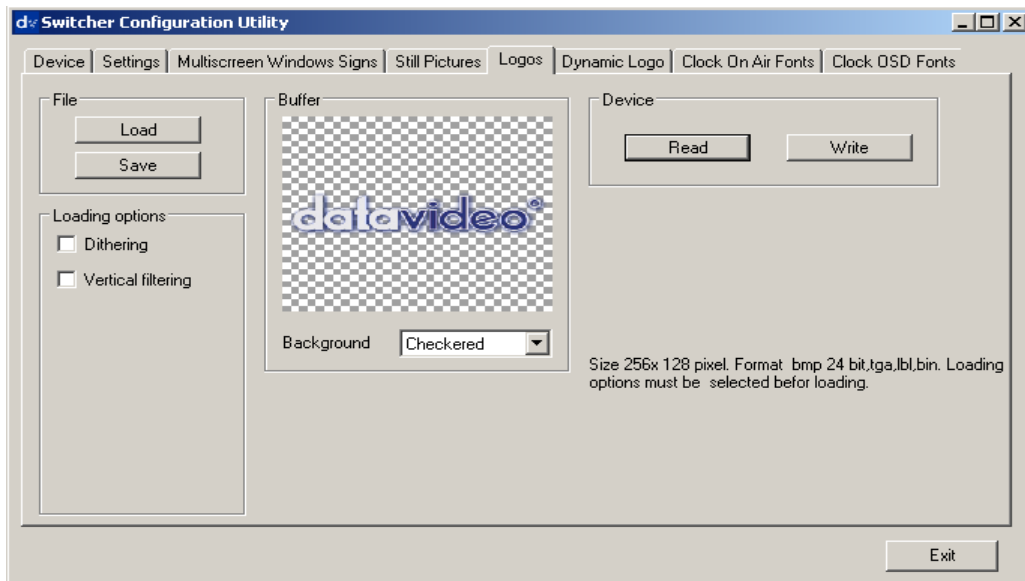 dv Switcher Configuration Utility
Device Settings Multiscrreen Windows Signs Still Pictures Logos Dynamic Logo Clock On Air Fonts Clock OSD Fonts
File
Load
Save
Loading options
Dithering
Vertical filtering
Buffer
datavideo®
Background Checkered
Device
Read Write
Size 256x 128 pixel. Format bmp 24 bit,tga,lbl,bin. Loading
options must be selected befor loading.
Exit